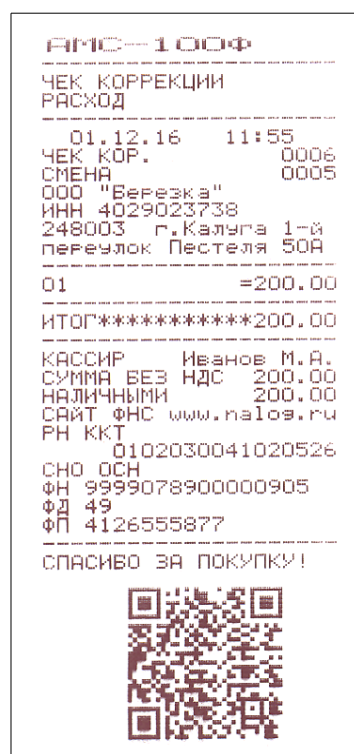 АМС-100Ф
ЧЕК КОРРЕКЦИИ
РАСХОД
01.12.16 11:55
ЧЕК КОР. 0006
СМЕНА 0005
ООО "Березка"
ИНН 4029023738
248003 г.Калуга 1-й
переулок Пестеля 50А
01 =200.00
ИТОГ***********200.00
КАССИР Иванов М.А.
СУММА БЕЗ НДС 200.00
НАЛИЧНЫМИ 200.00
САЙТ ФНС www.nalog.ru
РН ККТ
0102030041020526
СНО ОСН
ФН 9999078900000905
ФД 49
ФП 4126555877
СПАСИБО ЗА ПОКУПКУ!